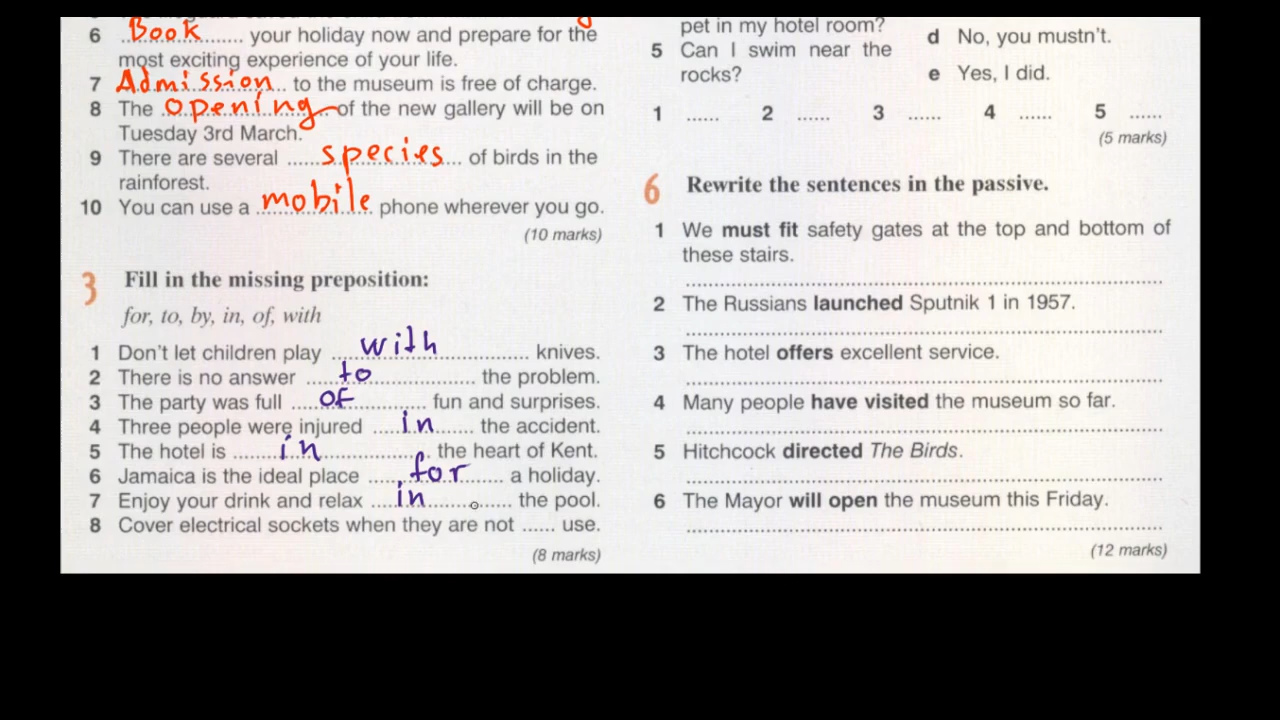 6 Book your holiday now and prepare for the
most exciting experience of your life.
7 Admission to the museum is free of charge.
8 The opening of the new gallery will be on
Tuesday 3rd March.
9 There are several species of birds in the
rainforest.
10 You can use a mobile phone wherever you go.
(10 marks)
3 Fill in the missing preposition:
for, to, by, in, of, with
1 Don't let children play with knives.
2 There is no answer to the problem.
3 The party was full of fun and surprises.
4 Three people were injured in the accident.
5 The hotel is in the heart of Kent.
6 Jamaica is the ideal place for a holiday.
7 Enjoy your drink and relax in the pool.
8 Cover electrical sockets when they are not ...... use.
(8 marks)
pet in my hotel room?
5 Can I swim near the
rocks?
d No, you mustn't.
e Yes, I did.
1 ...... 2 ...... 3 ...... 4 ...... 5 ......
(5 marks)
6 Rewrite the sentences in the passive.
1 We must fit safety gates at the top and bottom of
these stairs.
2 The Russians launched Sputnik 1 in 1957.
3 The hotel offers excellent service.
4 Many people have visited the museum so far.
5 Hitchcock directed The Birds.
6 The Mayor will open the museum this Friday.
(12 marks)